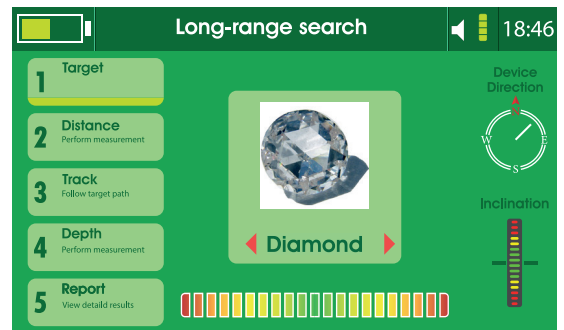 Long-range search
18:46
1 Target
2 Distance
Perform measurement
3 Track
Follow target path
4 Depth
Perform measurement
5 Report
View detaild results
Diamond
Device
Direction
N
W
E
S
Inclination